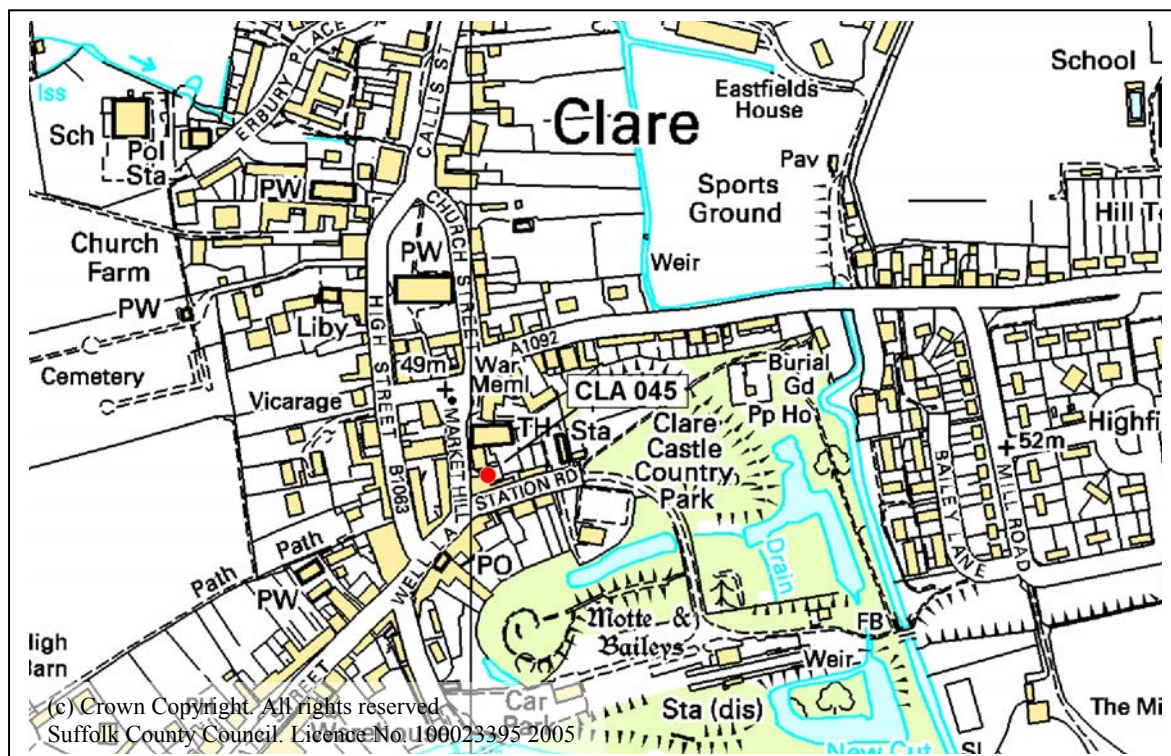 Clare
School
Eastfields
House
Iss
Sch
Pol
Sta
ERBURY PLACE
CALLIS ST
Pav
Sports
Ground
PW
CHURCH STREET
PW
Hill
Church
Farm
Weir
PW
Liby
HIGH STREET
A1092
49m
War
Meml
Burial
Gd
Cemetery
CLA 045
Vicarage
Pp Ho
MARKET HILL
TH
Sta
Clare
Castle
Country
Park
Highfi
52m
BAILEY LANE
MILL ROAD
B1063
STATION RD
Path
Path
PO
Drain
WELL LA
PW
Motte &
Baileys
FB
High
Barn
Weir
STREET
Car
Park
Sta (dis)
The Mi
New Cut
(c) Crown Copyright. All rights reserved
Suffolk County Council. Licence No. 100023395 2005